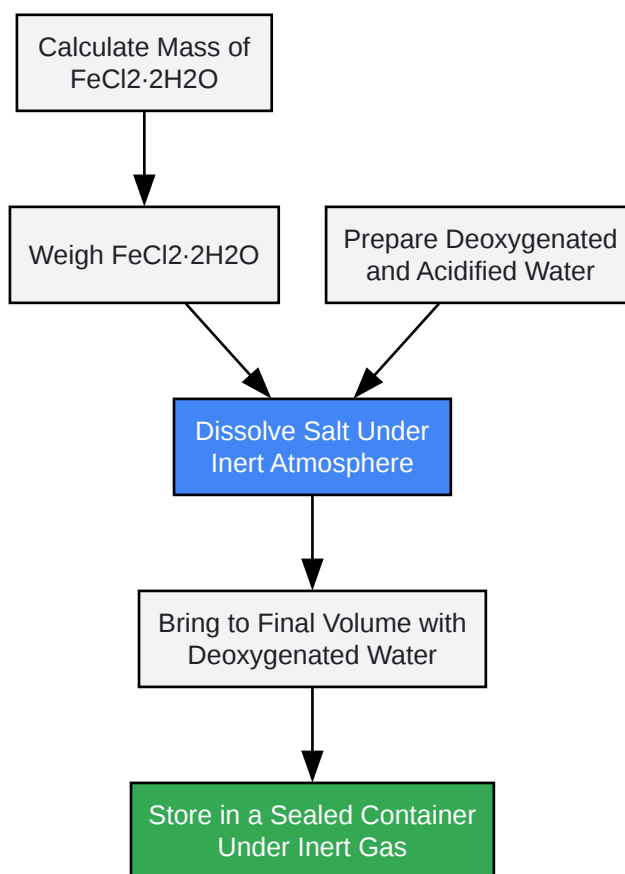 Calculate Mass of
FeCl2·2H2O
Weigh FeCl2·2H2O
Prepare Deoxygenated
and Acidified Water
Dissolve Salt Under
Inert Atmosphere
Bring to Final Volume with
Deoxygenated Water
Store in a Sealed Container
Under Inert Gas